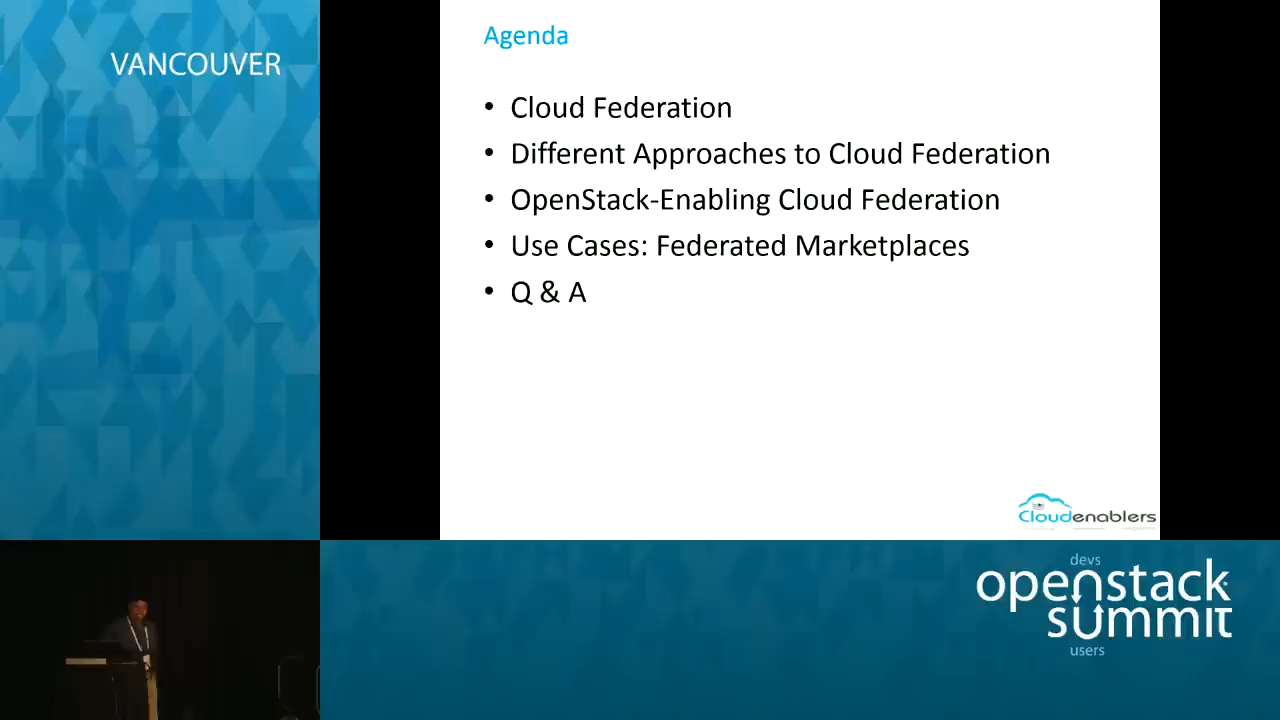 VANCOUVER
Agenda
• Cloud Federation
• Different Approaches to Cloud Federation
• OpenStack-Enabling Cloud Federation
• Use Cases: Federated Marketplaces
• Q & A
Cloudenablers
devs
openstack
summit
users